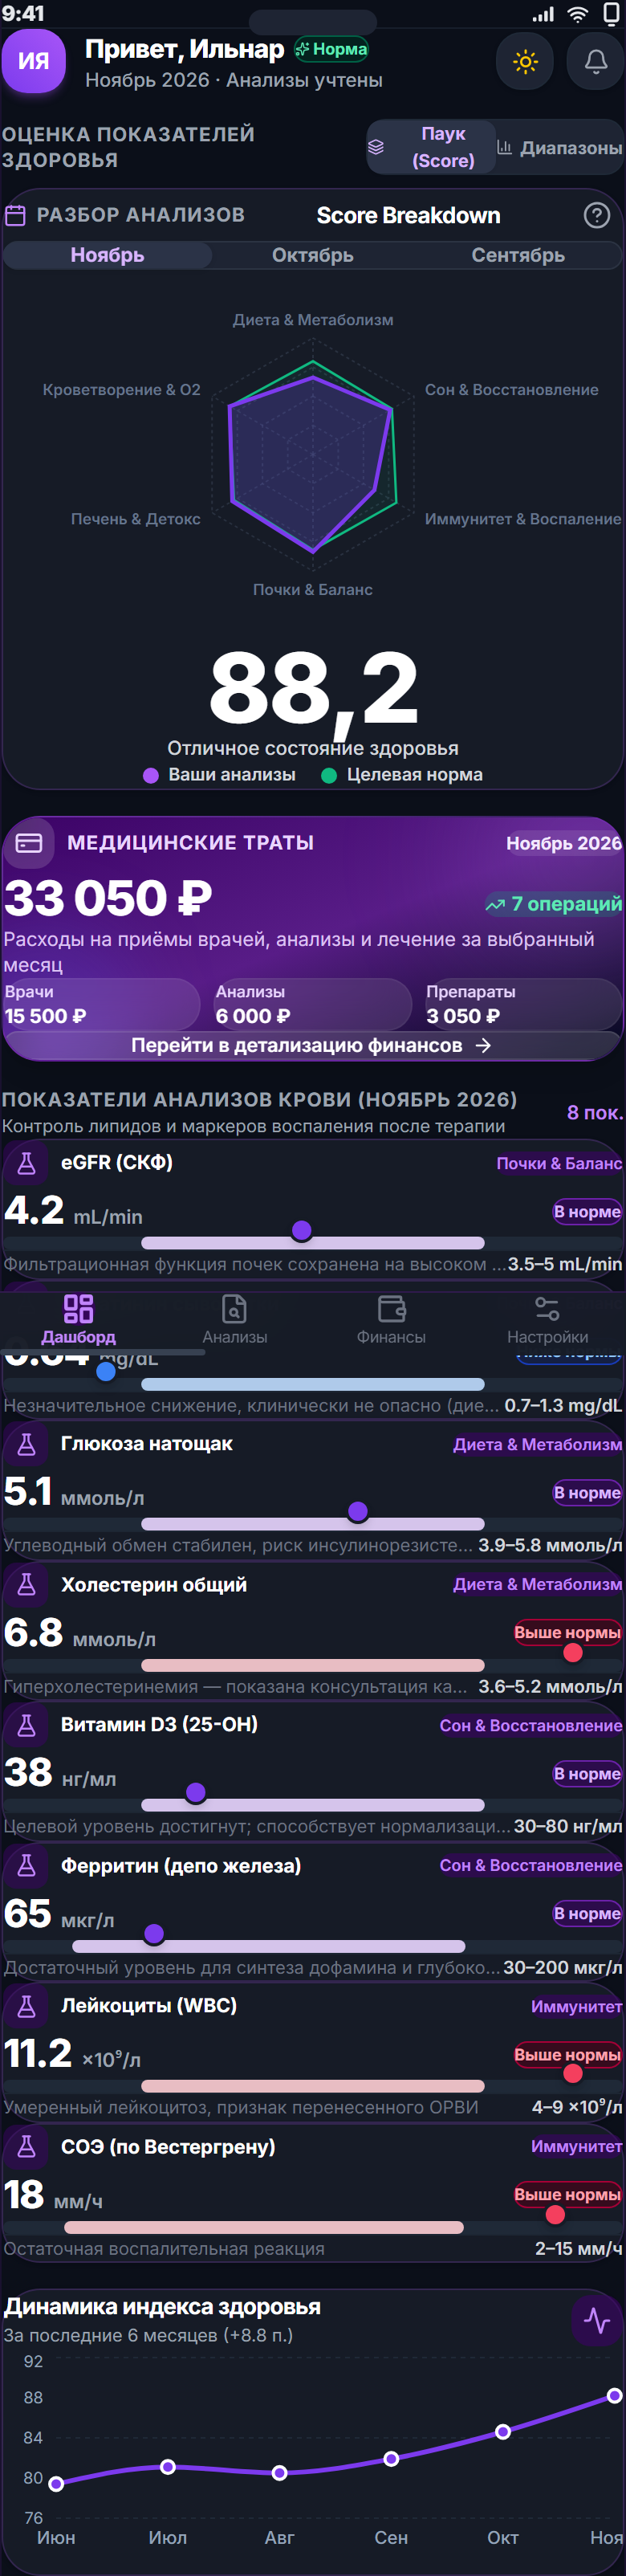 9:41
ИЯ
Привет, Ильнар
Норма
Ноябрь 2026 · Анализы учтены
ОЦЕНКА ПОКАЗАТЕЛЕЙ
ЗДОРОВЬЯ
Паук
(Score)
Диапазоны
РАЗБОР АНАЛИЗОВ
Score Breakdown
Ноябрь
Октябрь
Сентябрь
Диета & Метаболизм
Кроветворение & O2
Сон & Восстановление
Печень & Детокс
Иммунитет & Воспаление
Почки & Баланс
88,2
Отличное состояние здоровья
Ваши анализы
Целевая норма
МЕДИЦИНСКИЕ ТРАТЫ
Ноябрь 2026
33 050 ₽
7 операций
Расходы на приёмы врачей, анализы и лечение за выбранный
месяц
Врачи
15 500 ₽
Анализы
6 000 ₽
Препараты
3 050 ₽
Перейти в детализацию финансов
ПОКАЗАТЕЛИ АНАЛИЗОВ КРОВИ (НОЯБРЬ 2026)
Контроль липидов и маркеров воспаления после терапии
8 пок.
eGFR (СКФ)
Почки & Баланс
4.2 mL/min
В норме
Фильтрационная функция почек сохранена на высоком ...
3.5–5 mL/min
Дашборд
Анализы
Финансы
Настройки
mg/dL
Незначительное снижение, клинически не опасно (дие...
0.7–1.3 mg/dL
Глюкоза натощак
Диета & Метаболизм
5.1 ммоль/л
В норме
Углеводный обмен стабилен, риск инсулинорезисте...
3.9–5.8 ммоль/л
Холестерин общий
Диета & Метаболизм
6.8 ммоль/л
Выше нормы
Гиперхолестеринемия — показана консультация ка...
3.6–5.2 ммоль/л
Витамин D3 (25-OH)
Сон & Восстановление
38 нг/мл
В норме
Целевой уровень достигнут; способствует нормализаци...
30–80 нг/мл
Ферритин (депо железа)
Сон & Восстановление
65 мкг/л
В норме
Достаточный уровень для синтеза дофамина и глубоко...
30–200 мкг/л
Лейкоциты (WBC)
Иммунитет
11.2 ×10⁹/л
Выше нормы
Умеренный лейкоцитоз, признак перенесенного ОРВИ
4–9 ×10⁹/л
СОЭ (по Вестергрену)
Иммунитет
18 мм/ч
Выше нормы
Остаточная воспалительная реакция
2–15 мм/ч
Динамика индекса здоровья
За последние 6 месяцев (+8.8 п.)
92
88
84
80
76
Июн
Июл
Авг
Сен
Окт
Ноя